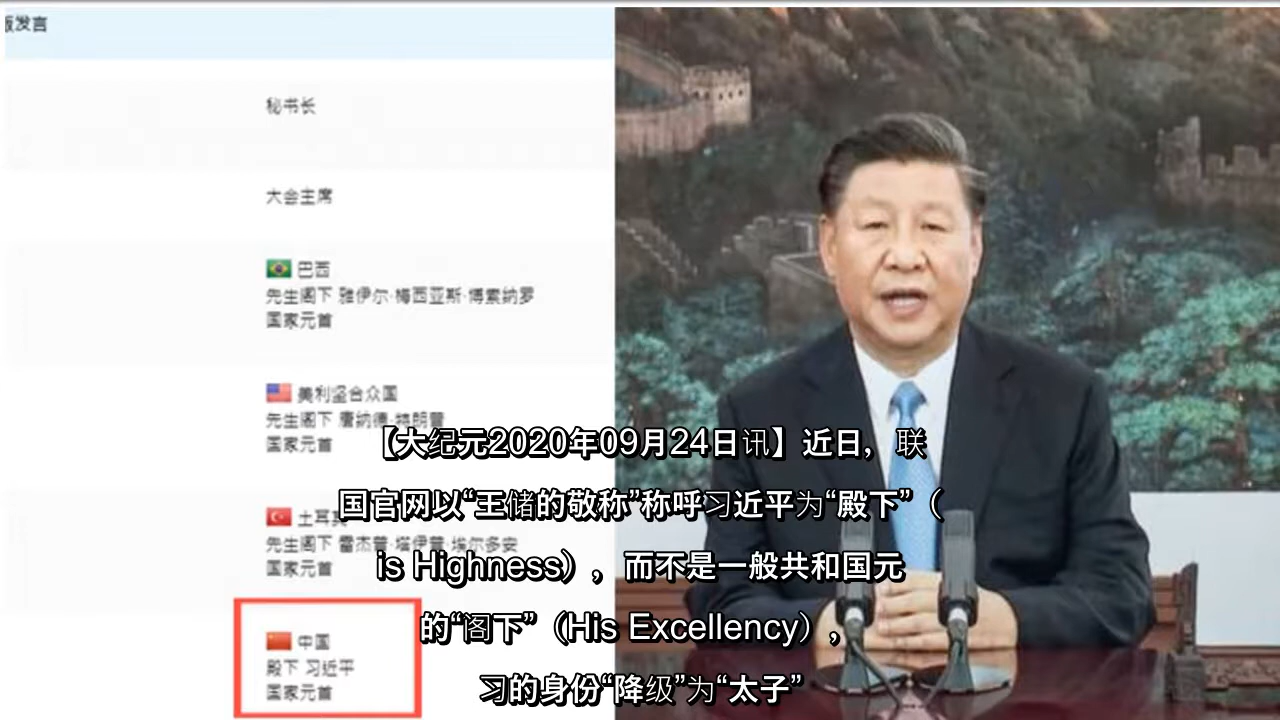 版发言
秘书长
大会主席
巴西
先生阁下 雅伊尔·梅西亚斯·博索纳罗
国家元首
美利坚合众国
先生阁下 唐纳德·特朗普
国家元首
土耳其
先生阁下 雷杰普·塔伊普·埃尔多安
国家元首
中国
殿下 习近平
国家元首
【大纪元2020年09月24日讯】近日，联
国官网以“王储的敬称”称呼习近平为“殿下”（
is Highness），而不是一般共和国元
的“阁下”（His Excellency），
习的身份“降级”为“太子”